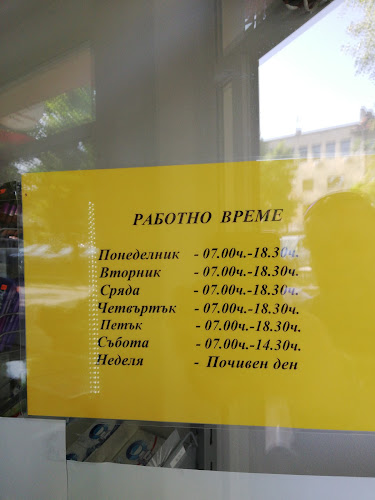 РАБОТНО ВРЕМЕ
Понеделник - 07.00ч.-18.30ч.
Вторник - 07.00ч.-18.30ч.
Сряда - 07.00ч.-18.30ч.
Четвъртък - 07.00ч.-18.30ч.
Петък - 07.00ч.-18.30ч.
Събота - 07.00ч.-14.30ч.
Неделя - Почивен ден